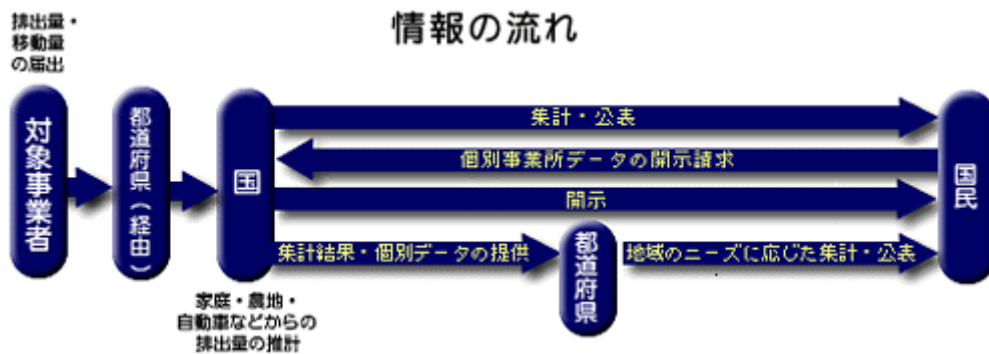 情報の流れ
排出量・
移動量
の届出
対象事業者
都道府県(経由)
国
集計・公表
個別事業所データの開示請求
開示
集計結果・個別データの提供
都道府県
地域のニーズに応じた集計・公表
国民
家庭・農地・
自動車などからの
排出量の推計